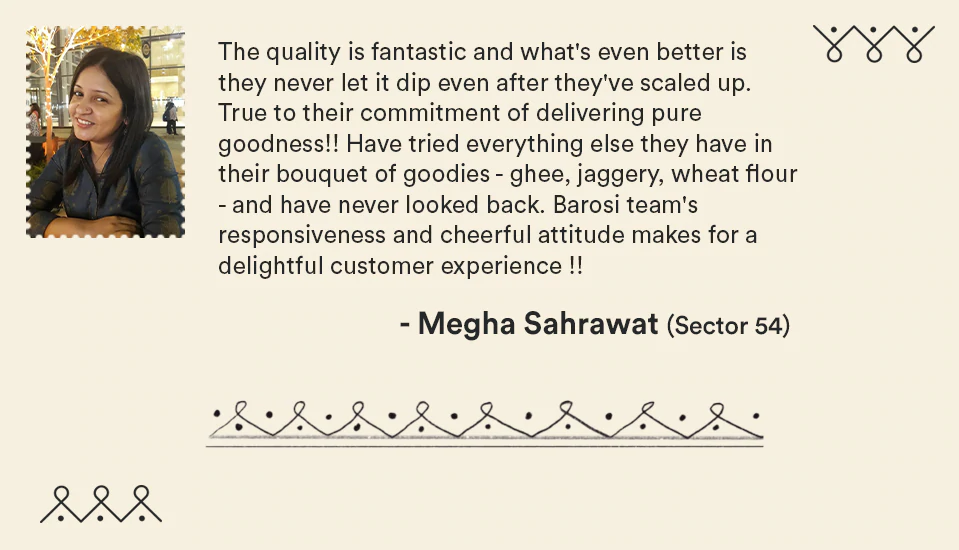 The quality is fantastic and what's even better is
they never let it dip even after they've scaled up.
True to their commitment of delivering pure
goodness!! Have tried everything else they have in
their bouquet of goodies - ghee, jaggery, wheat flour
- and have never looked back. Barosi team's
responsiveness and cheerful attitude makes for a
delightful customer experience !!
- Megha Sahrawat (Sector 54)